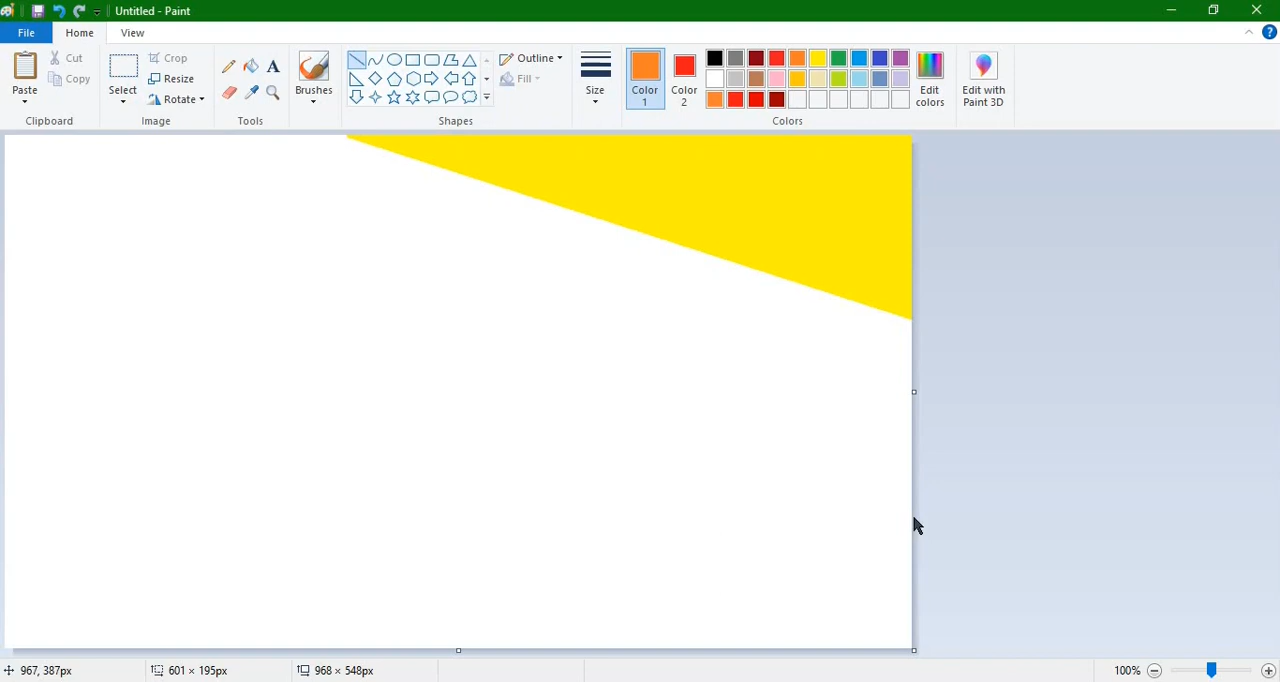 Untitled - Paint
File
Home
View
Paste
Cut
Copy
Clipboard
Select
Crop
Resize
Rotate
Image
A
Tools
Brushes
Outline
Fill
Shapes
Size
Color 1
Color 2
Edit colors
Colors
Edit with Paint 3D
?
967, 387px
601 × 195px
968 × 548px
100%